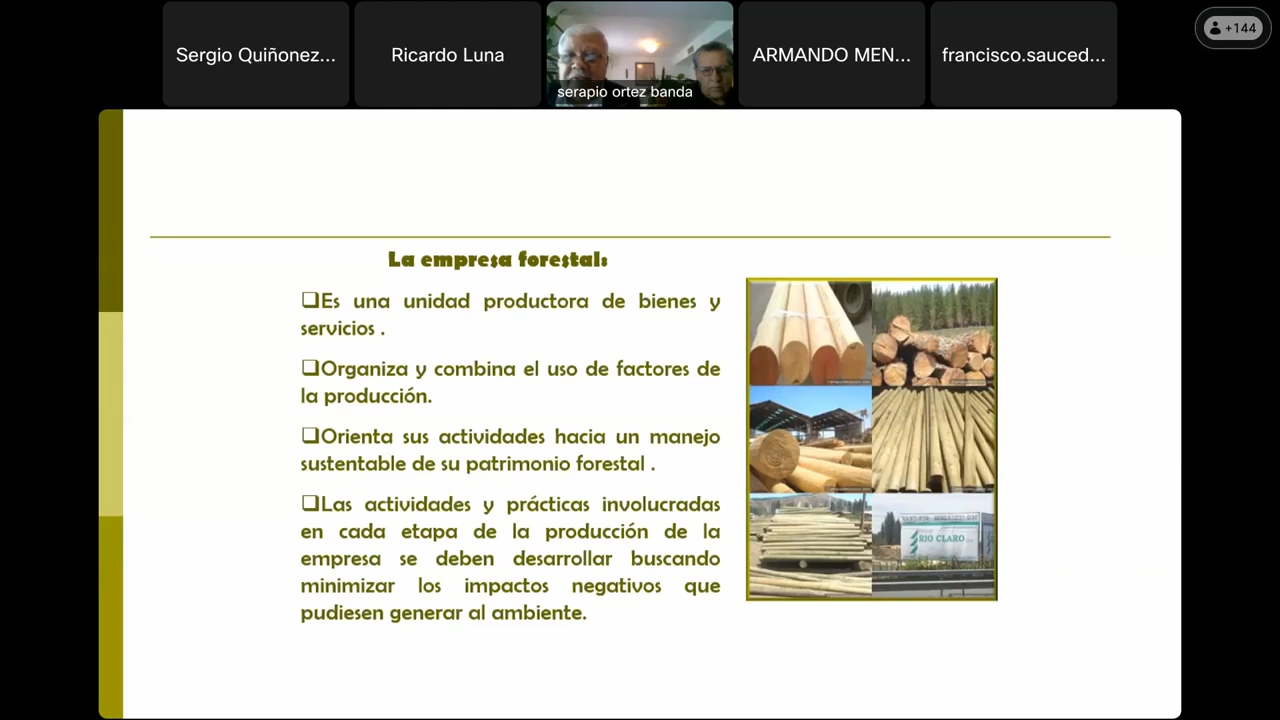 Sergio Quiñonez...
Ricardo Luna
serapio ortez banda
ARMANDO MEN...
francisco.sauced...
+144
La empresa forestal:
❑Es una unidad productora de bienes y
servicios .
❑Organiza y combina el uso de factores de
la producción.
❑Orienta sus actividades hacia un manejo
sustentable de su patrimonio forestal .
❑Las actividades y prácticas involucradas
en cada etapa de la producción de la
empresa se deben desarrollar buscando
minimizar los impactos negativos que
pudiesen generar al ambiente.
RIO CLARO